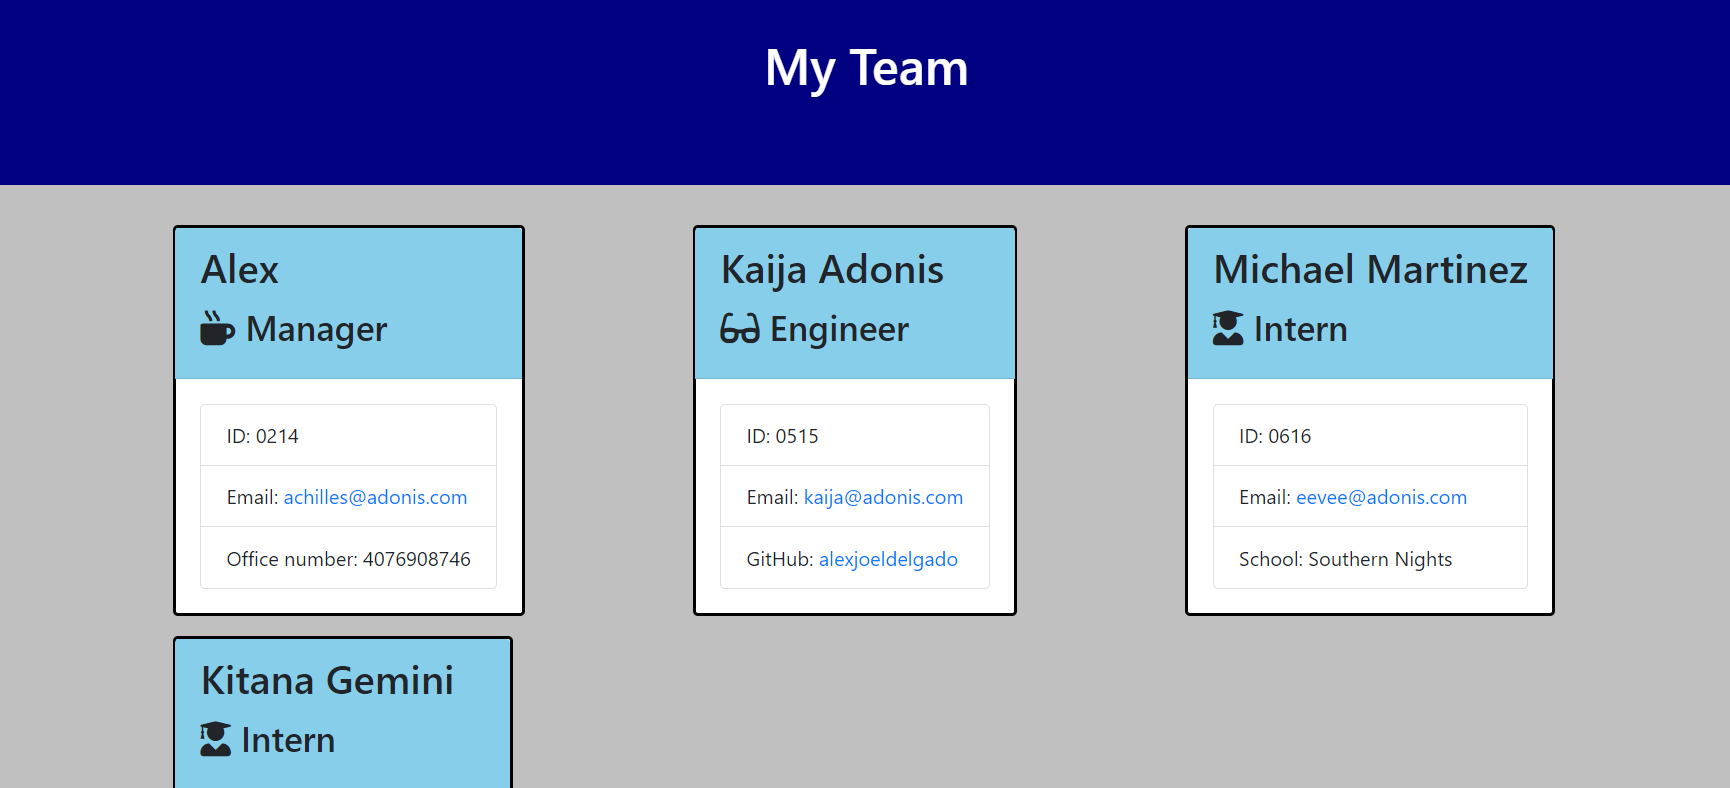 My Team
Alex
Manager
ID: 0214
Email: achilles@adonis.com
Office number: 4076908746
Kaija Adonis
Engineer
ID: 0515
Email: kaija@adonis.com
GitHub: alexjoeldelgado
Michael Martinez
Intern
ID: 0616
Email: eevee@adonis.com
School: Southern Nights
Kitana Gemini
Intern